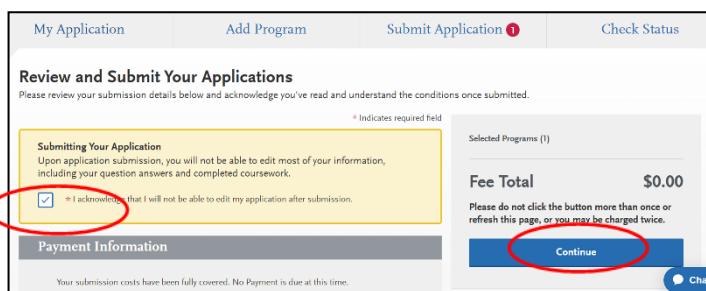 My Application
Add Program
Submit Application 1
Check Status
Review and Submit Your Applications
Please review your submission details below and acknowledge you've read and understand the conditions once submitted.
* Indicates required field
Submitting Your Application
Upon application submission, you will not be able to edit most of your information,
including your question answers and completed coursework.
* I acknowledge that I will not be able to edit my application after submission.
Payment Information
Your submission costs have been fully covered. No Payment is due at this time.
Selected Programs (1)
Fee Total $0.00
Please do not click the button more than once or
refresh this page, or you may be charged twice.
Continue
Cha